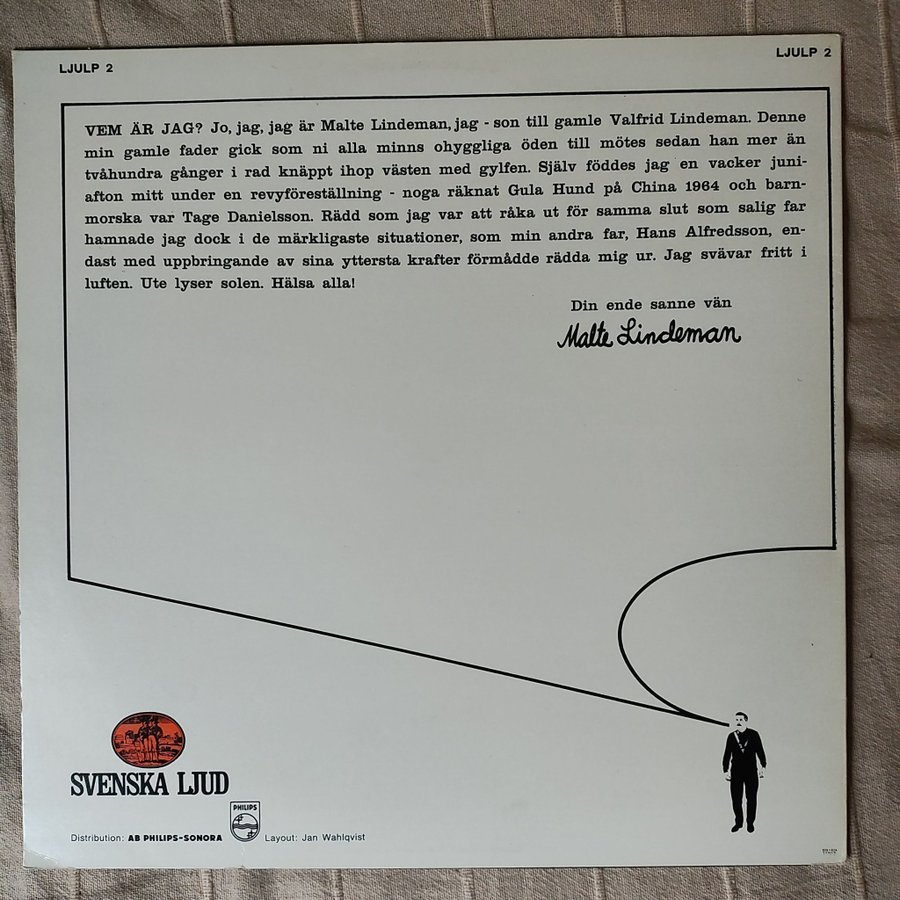 LJULP 2
LJULP 2
VEM ÄR JAG? Jo, jag, jag är Malte Lindeman, jag - son till gamle Valfrid Lindeman. Denne
min gamle fader gick som ni alla minns ohyggliga öden till mötes sedan han mer än
tvåhundra gånger i rad knäppt ihop västen med gylfen. Själv föddes jag en vacker juni-
afton mitt under en revyföreställning - noga räknat Gula Hund på China 1964 och barn-
morska var Tage Danielsson. Rädd som jag var att råka ut för samma slut som salig far
hamnade jag dock i de märkligaste situationer, som min andra far, Hans Alfredsson, en-
dast med uppbringande av sina yttersta krafter förmådde rädda mig ur. Jag svävar fritt i
luften. Ute lyser solen. Hälsa alla!
Din ende sanne vän
Malte Lindeman
SVENSKA LJUD
PHILIPS
Distribution: AB PHILIPS-SONORA Layout: Jan Wahlqvist